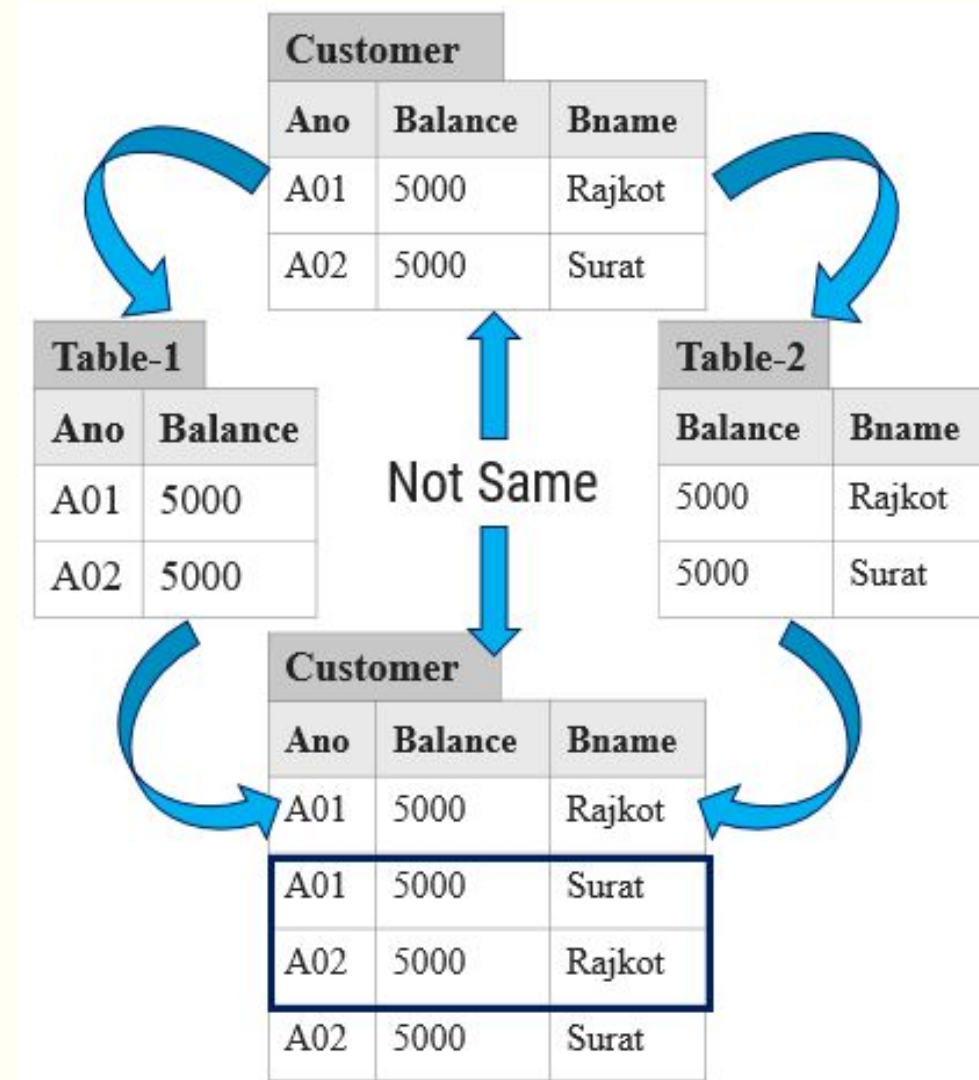 Customer
Ano Balance Bname
A01 5000 Rajkot
A02 5000 Surat
Table-1
Ano Balance
A01 5000
A02 5000
Not Same
Table-2
Balance Bname
5000 Rajkot
5000 Surat
Customer
Ano Balance Bname
A01 5000 Rajkot
A01 5000 Surat
A02 5000 Rajkot
A02 5000 Surat